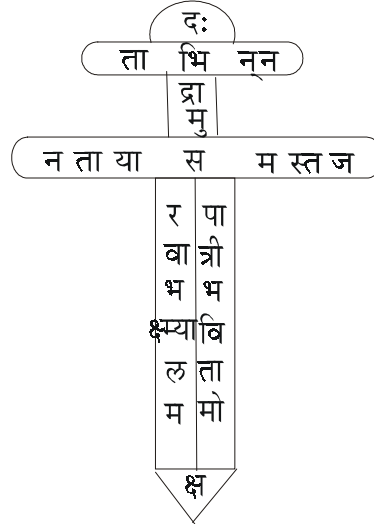 दः
ता भि न्न
द्रा
मु
न ता या स म स्त ज
र पा
वा त्री
भ भ
क्ष्म्या वि
ल ता
म मो
क्ष